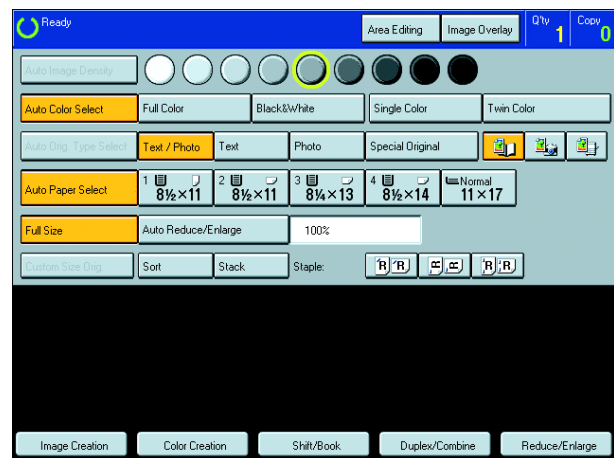 Ready Area Editing Image Overlay Q'ty 1 Copy 0
Auto Image Density
Auto Color Select Full Color Black&White Single Color Twin Color
Auto Orig. Type Select Text / Photo Text Photo Special Original
Auto Paper Select 1 8½×11 2 8½×11 3 8¼×13 4 8½×14 Normal 11×17
Full Size Auto Reduce/Enlarge 100%
Custom Size Orig. Sort Stack Staple: R R R R R R
Image Creation Color Creation Shift/Book Duplex/Combine Reduce/Enlarge